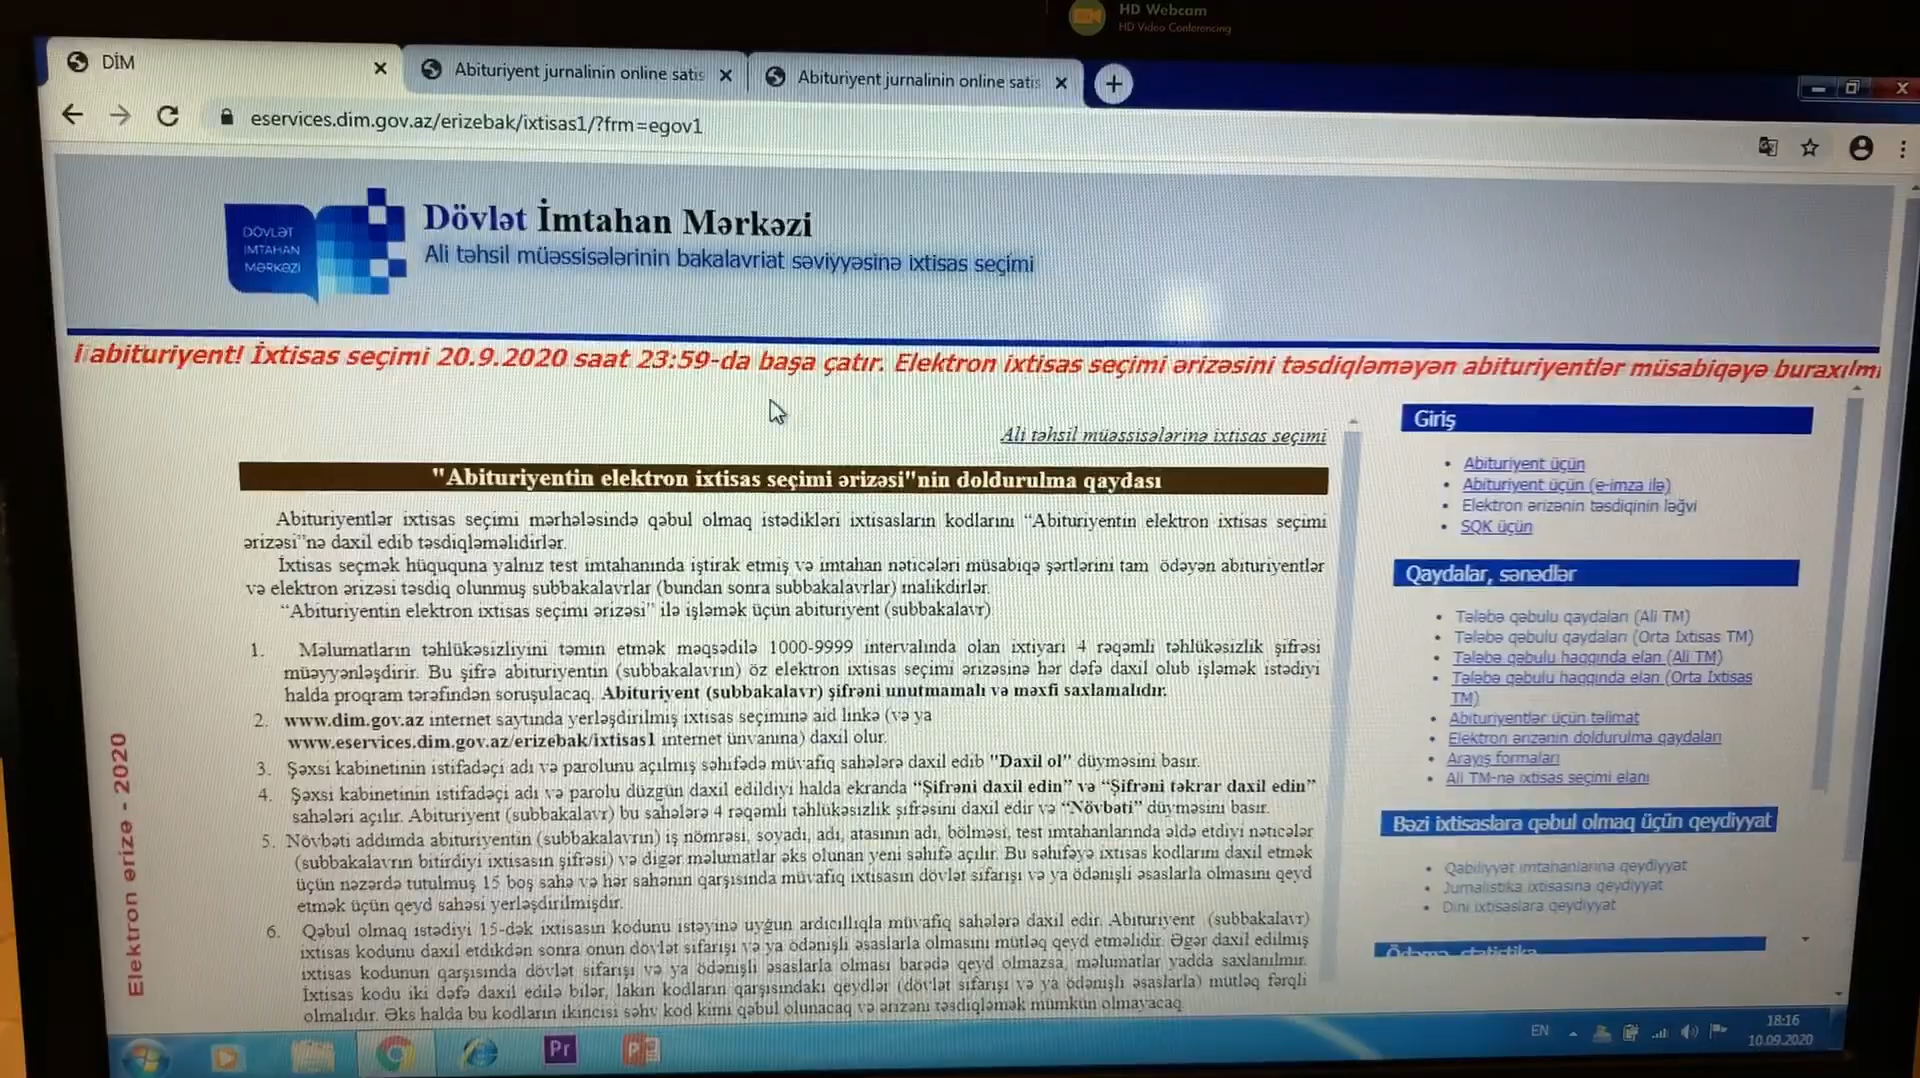 HD Webcam
HD Video Conferencing
DİM
Abituriyent jurnalinin online satis
Abituriyent jurnalinin online satis
eservices.dim.gov.az/erizebak/ixtisas1/?frm=egov1
DÖVLƏT
İMTAHAN
MƏRKƏZİ
Dövlət İmtahan Mərkəzi
Ali təhsil müəssisələrinin bakalavriat səviyyəsinə ixtisas seçimi
i abituriyent! İxtisas seçimi 20.9.2020 saat 23:59-da başa çatır. Elektron ixtisas seçimi ərizəsini təsdiqləməyən abituriyentlər müsabiqəyə buraxılmı
Ali təhsil müəssisələrinə ixtisas seçimi
"Abituriyentin elektron ixtisas seçimi ərizəsi"nin doldurulma qaydası
Abituriyentlər ixtisas seçimi mərhələsində qəbul olmaq istədikləri ixtisasların kodlarını “Abituriyentin elektron ixtisas seçimi
ərizəsi”nə daxil edib təsdiqləməlidirlər.
İxtisas seçmək hüququna yalnız test imtahanında iştirak etmiş və imtahan nəticələri müsabiqə şərtlərini tam ödəyən abituriyentlər
və elektron ərizəsi təsdiq olunmuş subbakalavrlar (bundan sonra subbakalavrlar) malikdirlər.
“Abituriyentin elektron ixtisas seçimi ərizəsi” ilə işləmək üçün abituriyent (subbakalavr)
1. Məlumatların təhlükəsizliyini təmin etmək məqsədilə 1000-9999 intervalında olan ixtiyari 4 rəqəmli təhlükəsizlik şifrəsi
müəyyənləşdirir. Bu şifrə abituriyentin (subbakalavrın) öz elektron ixtisas seçimi ərizəsinə hər dəfə daxil olub işləmək istədiyi
halda proqram tərəfindən soruşulacaq. Abituriyent (subbakalavr) şifrəni unutmamalı və məxfi saxlamalıdır.
2. www.dim.gov.az internet saytında yerləşdirilmiş ixtisas seçiminə aid linkə (və ya
www.eservices.dim.gov.az/erizebak/ixtisas1 internet ünvanına) daxil olur.
3. Şəxsi kabinetinin istifadəçi adı və parolunu açılmış səhifədə müvafiq sahələrə daxil edib "Daxil ol" düyməsini basır.
4. Şəxsi kabinetinin istifadəçi adı və parolu düzgün daxil edildiyi halda ekranda “Şifrəni daxil edin” və “Şifrəni təkrar daxil edin”
sahələri açılır. Abituriyent (subbakalavr) bu sahələrə 4 rəqəmli təhlükəsizlik şifrəsini daxil edir və “Növbəti” düyməsini basır.
5. Növbəti addımda abituriyentin (subbakalavrın) iş nömrəsi, soyadı, adı, atasının adı, bölməsi, test imtahanlarında əldə etdiyi nəticələr
(subbakalavrın bitirdiyi ixtisasın şifrəsi) və digər məlumatlar əks olunan yeni səhifə açılır. Bu səhifəyə ixtisas kodlarını daxil etmək
üçün nəzərdə tutulmuş 15 boş sahə və hər sahənin qarşısında müvafiq ixtisasın dövlət sifarişi və ya ödənişli əsaslarla olmasını qeyd
etmək üçün qeyd sahəsi yerləşdirilmişdir.
6. Qəbul olmaq istədiyi 15-dək ixtisasın kodunu istəyinə uyğun ardıcıllıqla müvafiq sahələrə daxil edir. Abituriyent (subbakalavr)
ixtisas kodunu daxil etdikdən sonra onun dövlət sifarişi və ya ödənişli əsaslarla olmasını mütləq qeyd etməlidir. Əgər daxil edilmiş
ixtisas kodunun qarşısında dövlət sifarişi və ya ödənişli əsaslarla olması barədə qeyd olmazsa, məlumatlar yadda saxlanılmır.
İxtisas kodu iki dəfə daxil edilə bilər, lakin kodların qarşısındakı qeydlər (dövlət sifarişi və ya ödənişli əsaslarla) mütləq fərqli
olmalıdır. Əks halda bu kodların ikincisi səhv kod kimi qəbul olunacaq və ərizəni təsdiqləmək mümkün olmayacaq.
Elektron ərizə - 2020
Giriş
Abituriyent üçün
Abituriyent üçün (e-imza ilə)
Elektron ərizənin təsdiqinin ləğvi
SQK üçün
Qaydalar, sənədlər
Tələbə qəbulu qaydaları (Ali TM)
Tələbə qəbulu qaydaları (Orta İxtisas TM)
Tələbə qəbulu haqqında elan (Ali TM)
Tələbə qəbulu haqqında elan (Orta İxtisas
TM)
Abituriyentlər üçün təlimat
Elektron ərizənin doldurulma qaydaları
Arayış formaları
Ali TM-nə ixtisas seçimi elanı
Bəzi ixtisaslara qəbul olmaq üçün qeydiyyat
Qabiliyyət imtahanlarına qeydiyyat
Jurnalistika ixtisasına qeydiyyat
Dini ixtisaslara qeydiyyat
Ödəmə, statistika
Pr
EN
18:16
10.09.2020